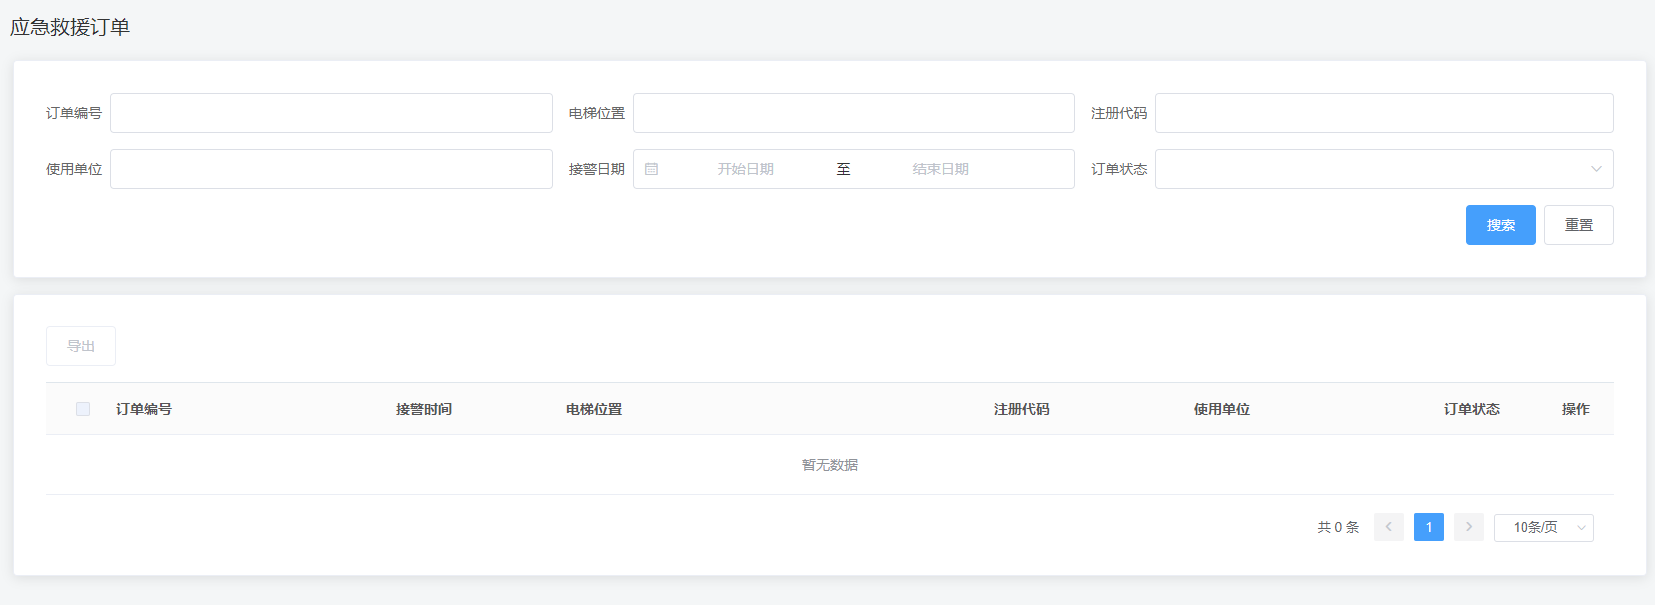 应急救援订单
订单编号 电梯位置 注册代码
使用单位 接警日期 开始日期 至 结束日期 订单状态
搜索 重置
导出
订单编号 接警时间 电梯位置 注册代码 使用单位 订单状态 操作
暂无数据
共 0 条 1 10条/页